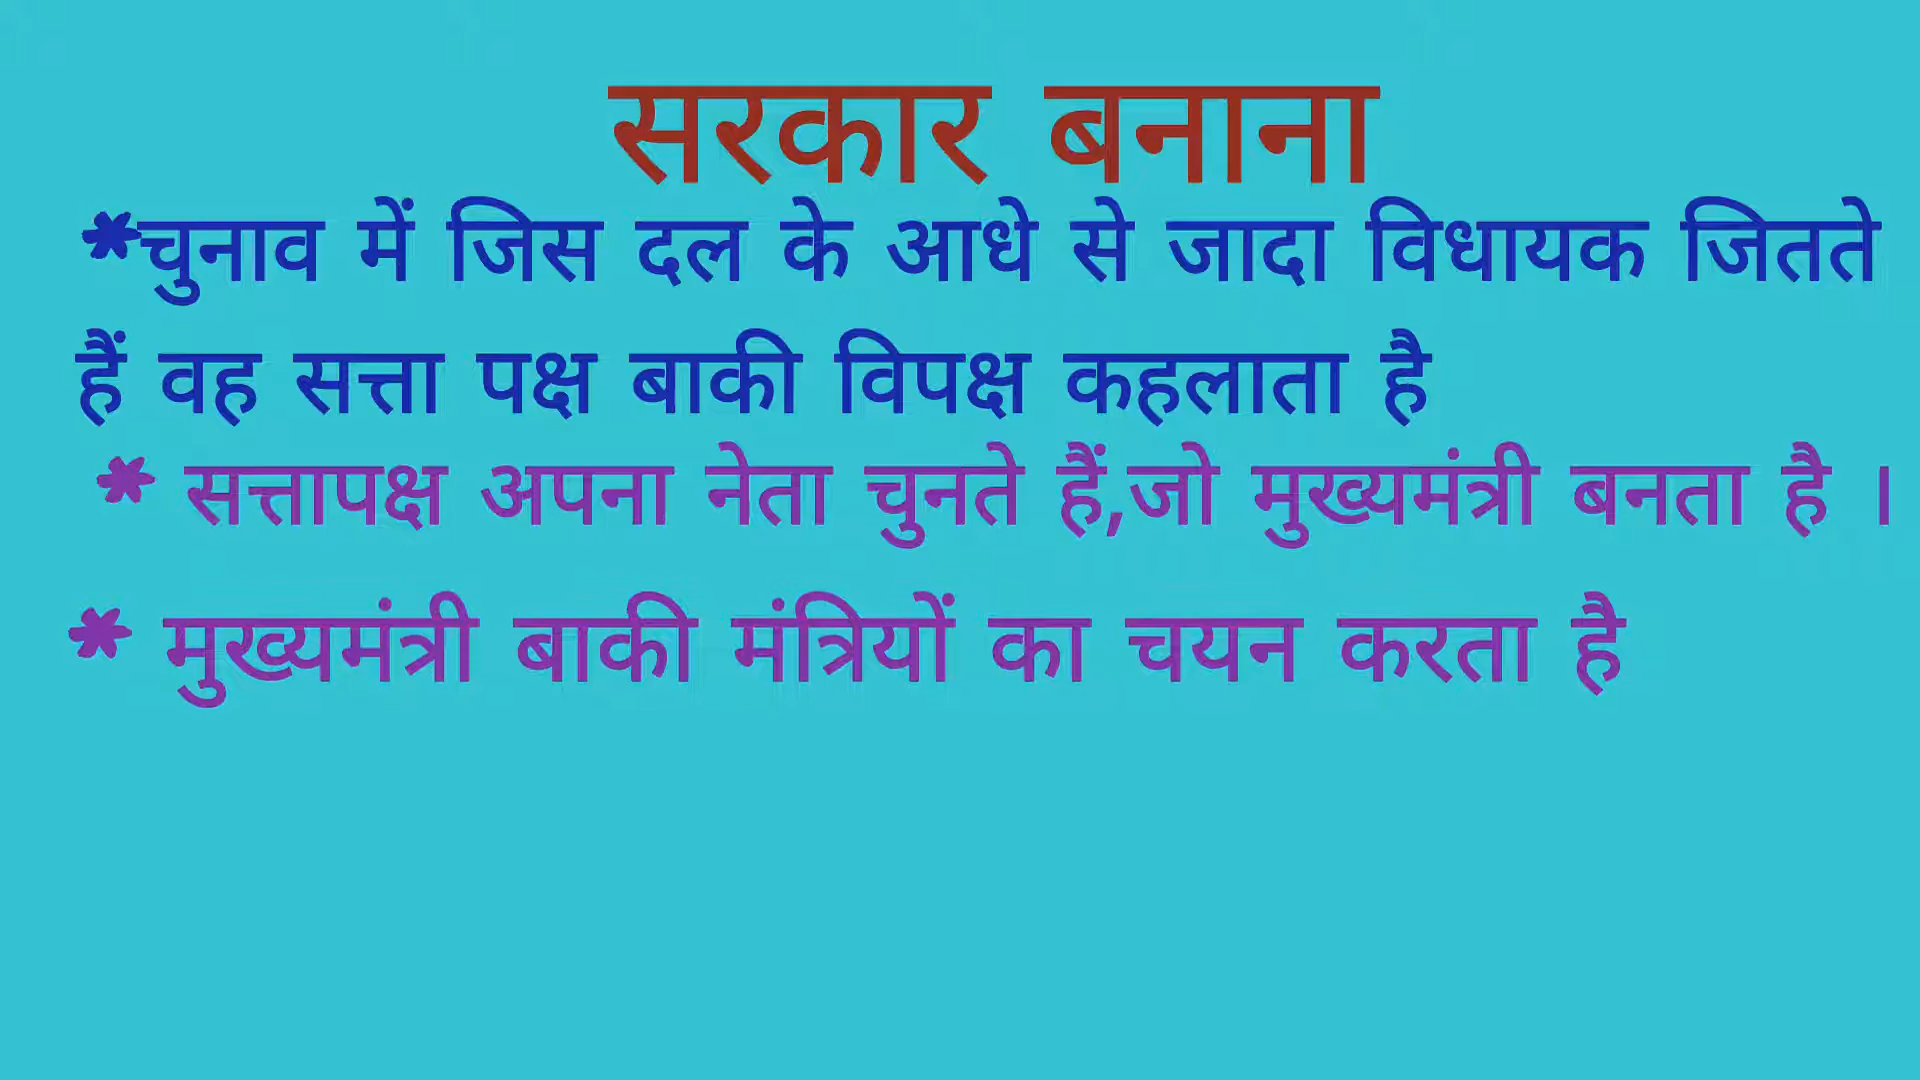 सरकार बनाना
*चुनाव में जिस दल के आधे से जादा विधायक जितते
हैं वह सत्ता पक्ष बाकी विपक्ष कहलाता है
* सत्तापक्ष अपना नेता चुनते हैं,जो मुख्यमंत्री बनता है ।
* मुख्यमंत्री बाकी मंत्रियों का चयन करता है